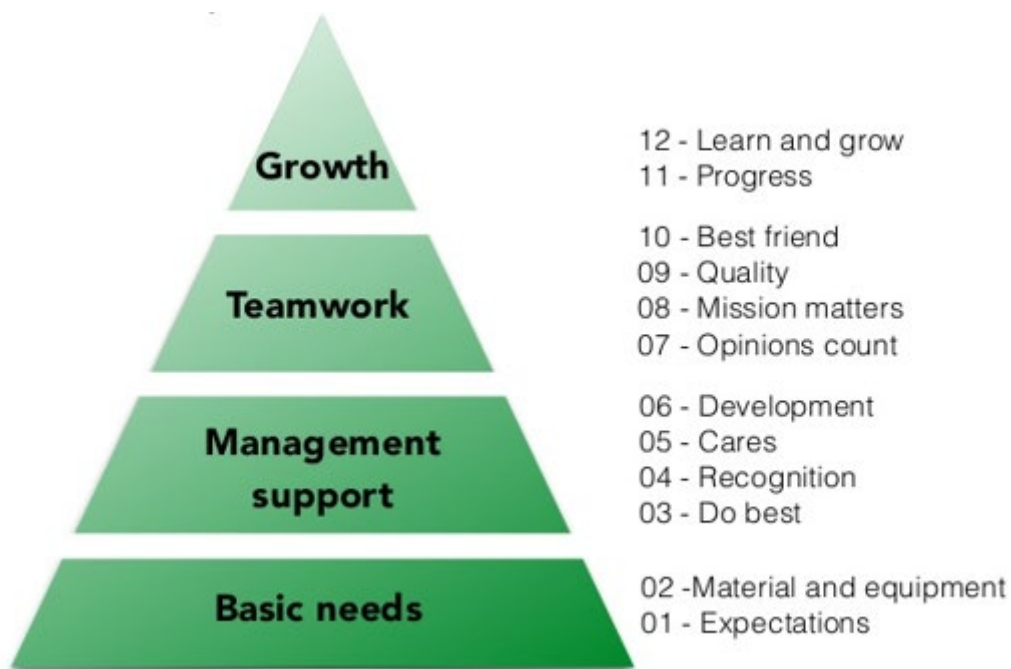 Growth
12 - Learn and grow
11 - Progress
Teamwork
10 - Best friend
09 - Quality
08 - Mission matters
07 - Opinions count
Management
support
06 - Development
05 - Cares
04 - Recognition
03 - Do best
Basic needs
02 -Material and equipment
01 - Expectations